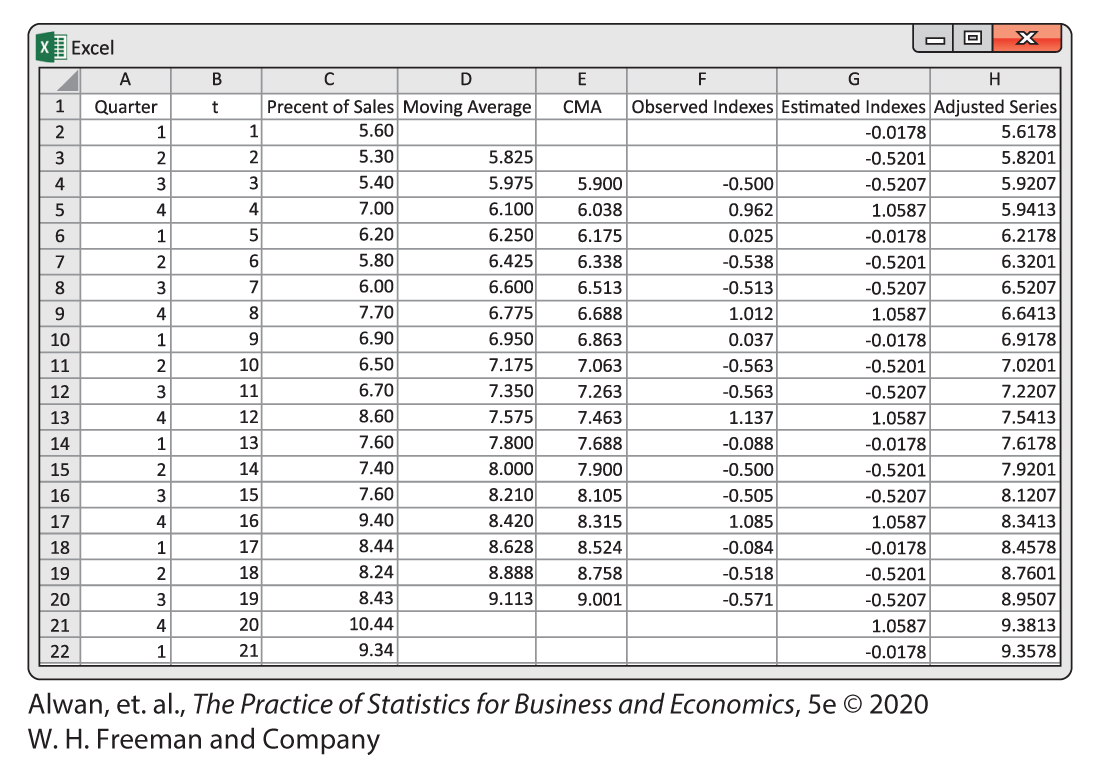 X Excel
A B C D E F G H
1 Quarter t Precent of Sales Moving Average CMA Observed Indexes Estimated Indexes Adjusted Series
2 1 1 5.60 -0.0178 5.6178
3 2 2 5.30 5.825 -0.5201 5.8201
4 3 3 5.40 5.975 5.900 -0.500 -0.5207 5.9207
5 4 4 7.00 6.100 6.038 0.962 1.0587 5.9413
6 1 5 6.20 6.250 6.175 0.025 -0.0178 6.2178
7 2 6 5.80 6.425 6.338 -0.538 -0.5201 6.3201
8 3 7 6.00 6.600 6.513 -0.513 -0.5207 6.5207
9 4 8 7.70 6.775 6.688 1.012 1.0587 6.6413
10 1 9 6.90 6.950 6.863 0.037 -0.0178 6.9178
11 2 10 6.50 7.175 7.063 -0.563 -0.5201 7.0201
12 3 11 6.70 7.350 7.263 -0.563 -0.5207 7.2207
13 4 12 8.60 7.575 7.463 1.137 1.0587 7.5413
14 1 13 7.60 7.800 7.688 -0.088 -0.0178 7.6178
15 2 14 7.40 8.000 7.900 -0.500 -0.5201 7.9201
16 3 15 7.60 8.210 8.105 -0.505 -0.5207 8.1207
17 4 16 9.40 8.420 8.315 1.085 1.0587 8.3413
18 1 17 8.44 8.628 8.524 -0.084 -0.0178 8.4578
19 2 18 8.24 8.888 8.758 -0.518 -0.5201 8.7601
20 3 19 8.43 9.113 9.001 -0.571 -0.5207 8.9507
21 4 20 10.44 1.0587 9.3813
22 1 21 9.34 -0.0178 9.3578
Alwan, et. al., The Practice of Statistics for Business and Economics, 5e © 2020
W. H. Freeman and Company